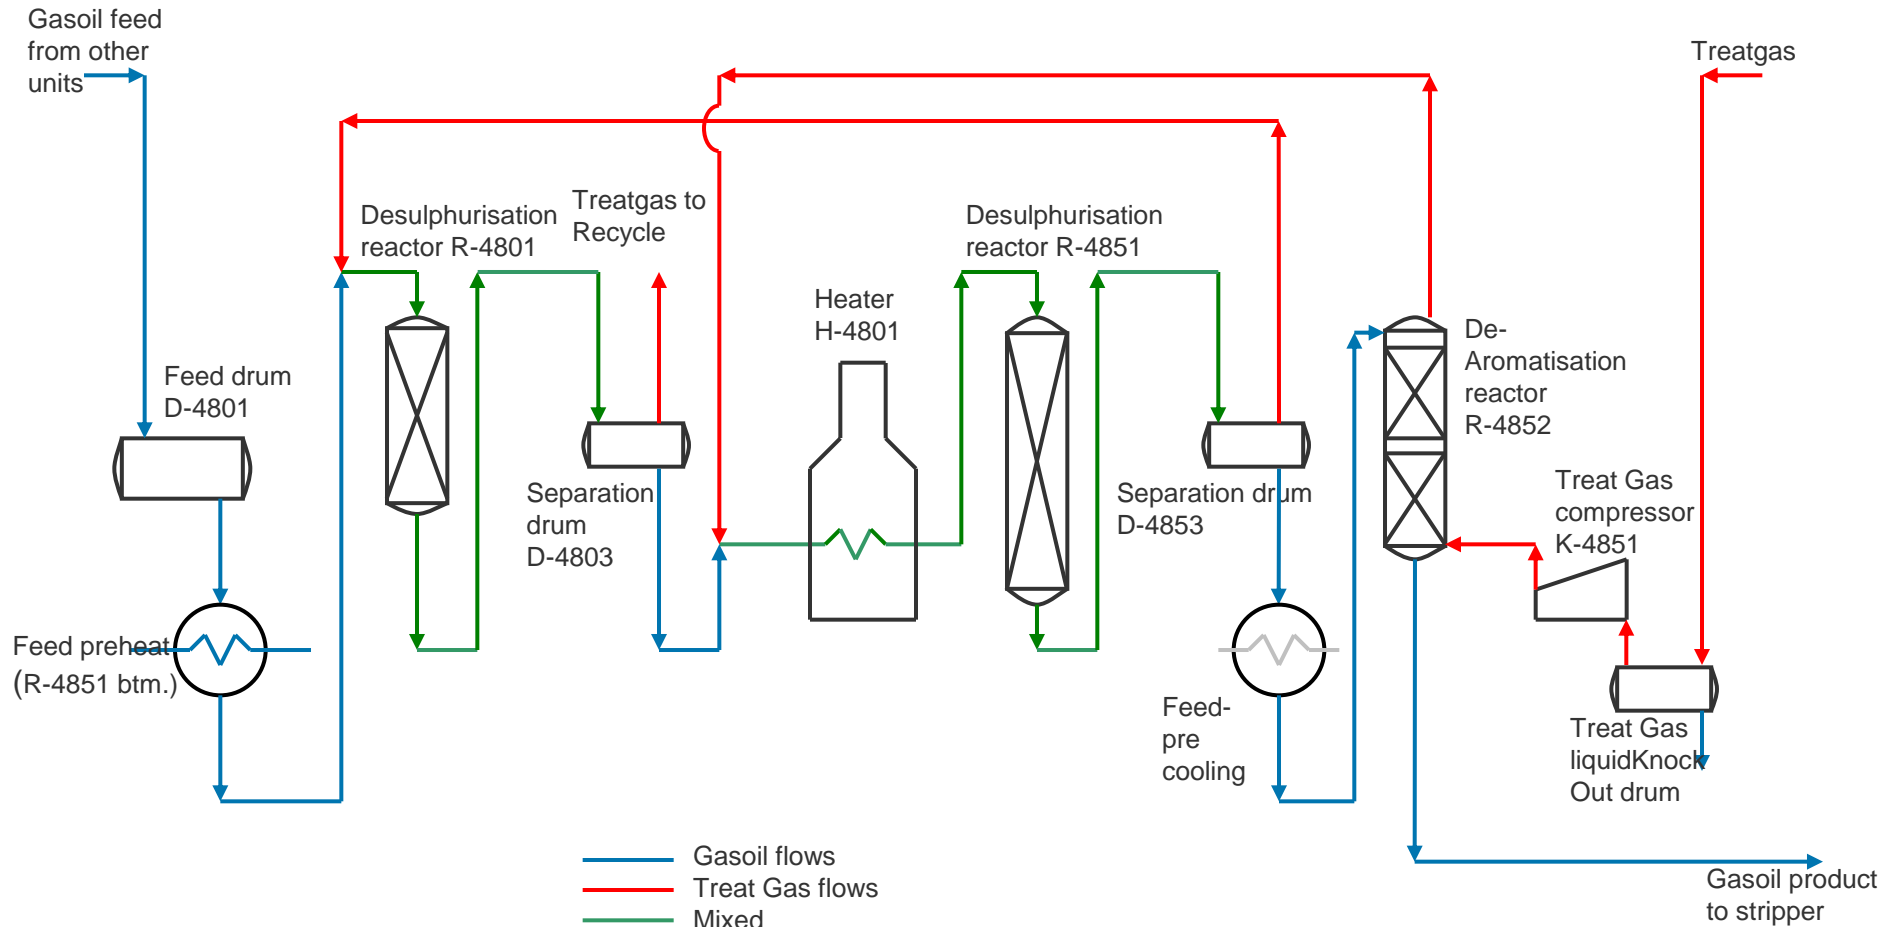 Gasoil feed
from other
units
Treatgas
Desulphurisation
reactor R-4801
Treatgas to
Recycle
Desulphurisation
reactor R-4851
Heater
H-4801
De-
Aromatisation
reactor
R-4852
Feed drum
D-4801
Separation
drum
D-4803
Separation drum
D-4853
Treat Gas
compressor
K-4851
Feed preheat
(R-4851 btm.)
Feed-
pre
cooling
Treat Gas
liquidKnock
Out drum
Gasoil flows
Treat Gas flows
Mixed
Gasoil product
to stripper